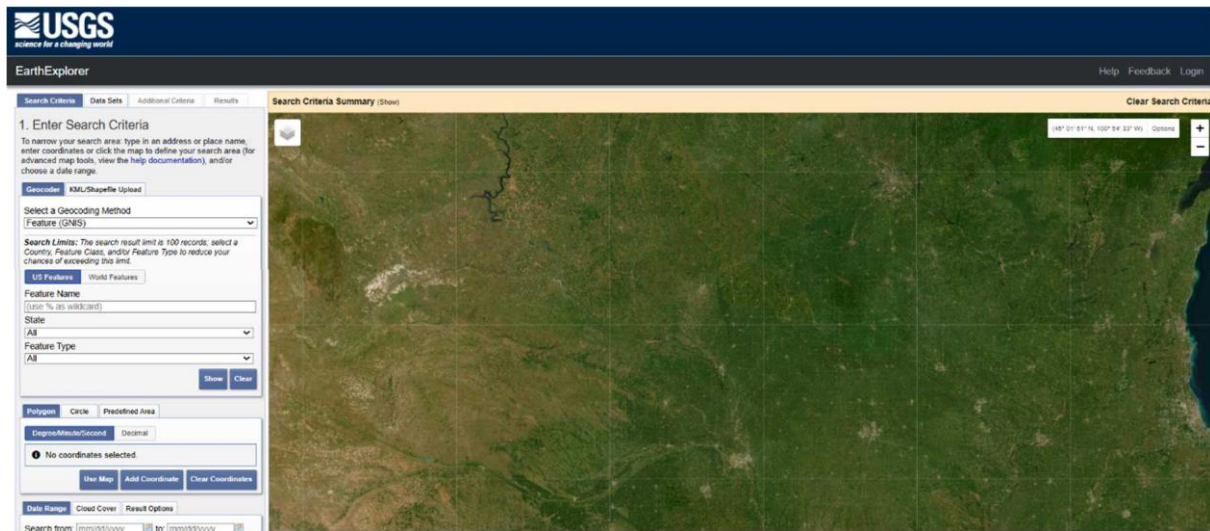 USGS
science for a changing world
EarthExplorer
Help Feedback Login
Search Criteria Data Sets Additional Criteria Results
Search Criteria Summary (Show)
Clear Search Criteria
1. Enter Search Criteria
To narrow your search area: type in an address or place name,
enter coordinates or click the map to define your search area (for
advanced map tools, view the help documentation), and/or
choose a date range.
Geocoder KML/Shapefile Upload
Select a Geocoding Method
Feature (GNIS)
Search Limits: The search result limit is 100 records; select a
Country, Feature Class, and/or Feature Type to reduce your
chances of exceeding this limit.
US Features World Features
Feature Name
(use % as wildcard)
State
All
Feature Type
All
Show Clear
Polygon Circle Predefined Area
Degree/Minute/Second Decimal
No coordinates selected.
Use Map Add Coordinate Clear Coordinates
Date Range Cloud Cover Result Options
Search from: mm/dd/yyyy to: mm/dd/yyyy
Options
+
−